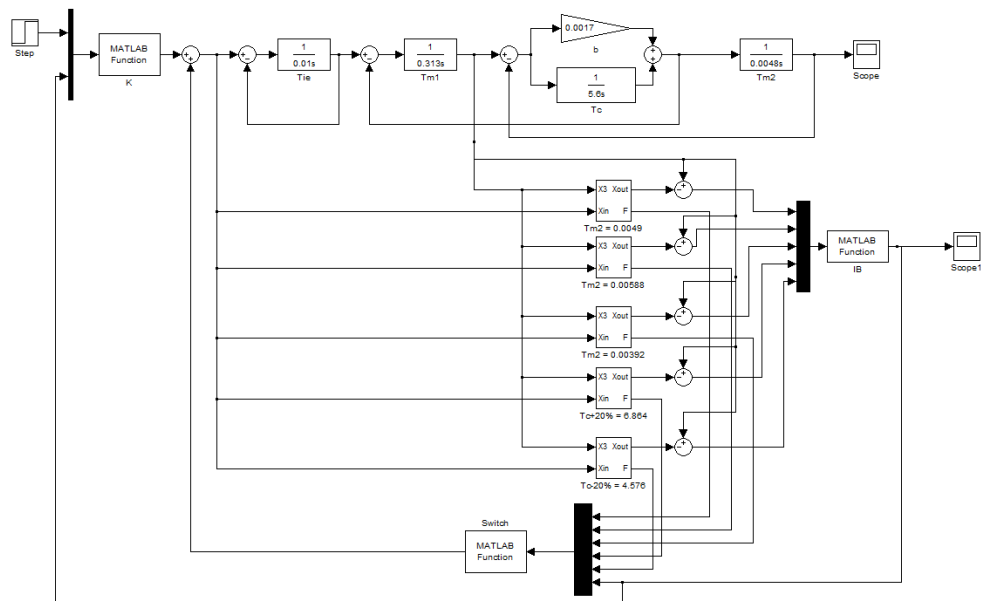 Step
MATLAB
Function
K
1
0.01s
Tie
1
0.313s
Tm1
0.0017
b
1
5.6s
Tc
1
0.0048s
Tm2
Scope
X3 Xout
Xin F
Tm2 = 0.0049
X3 Xout
Xin F
Tm2 = 0.00588
X3 Xout
Xin F
Tm2 = 0.00392
X3 Xout
Xin F
Tc+20% = 6.864
X3 Xout
Xin F
Tc-20% = 4.576
MATLAB
Function
IB
Scope1
Switch
MATLAB
Function